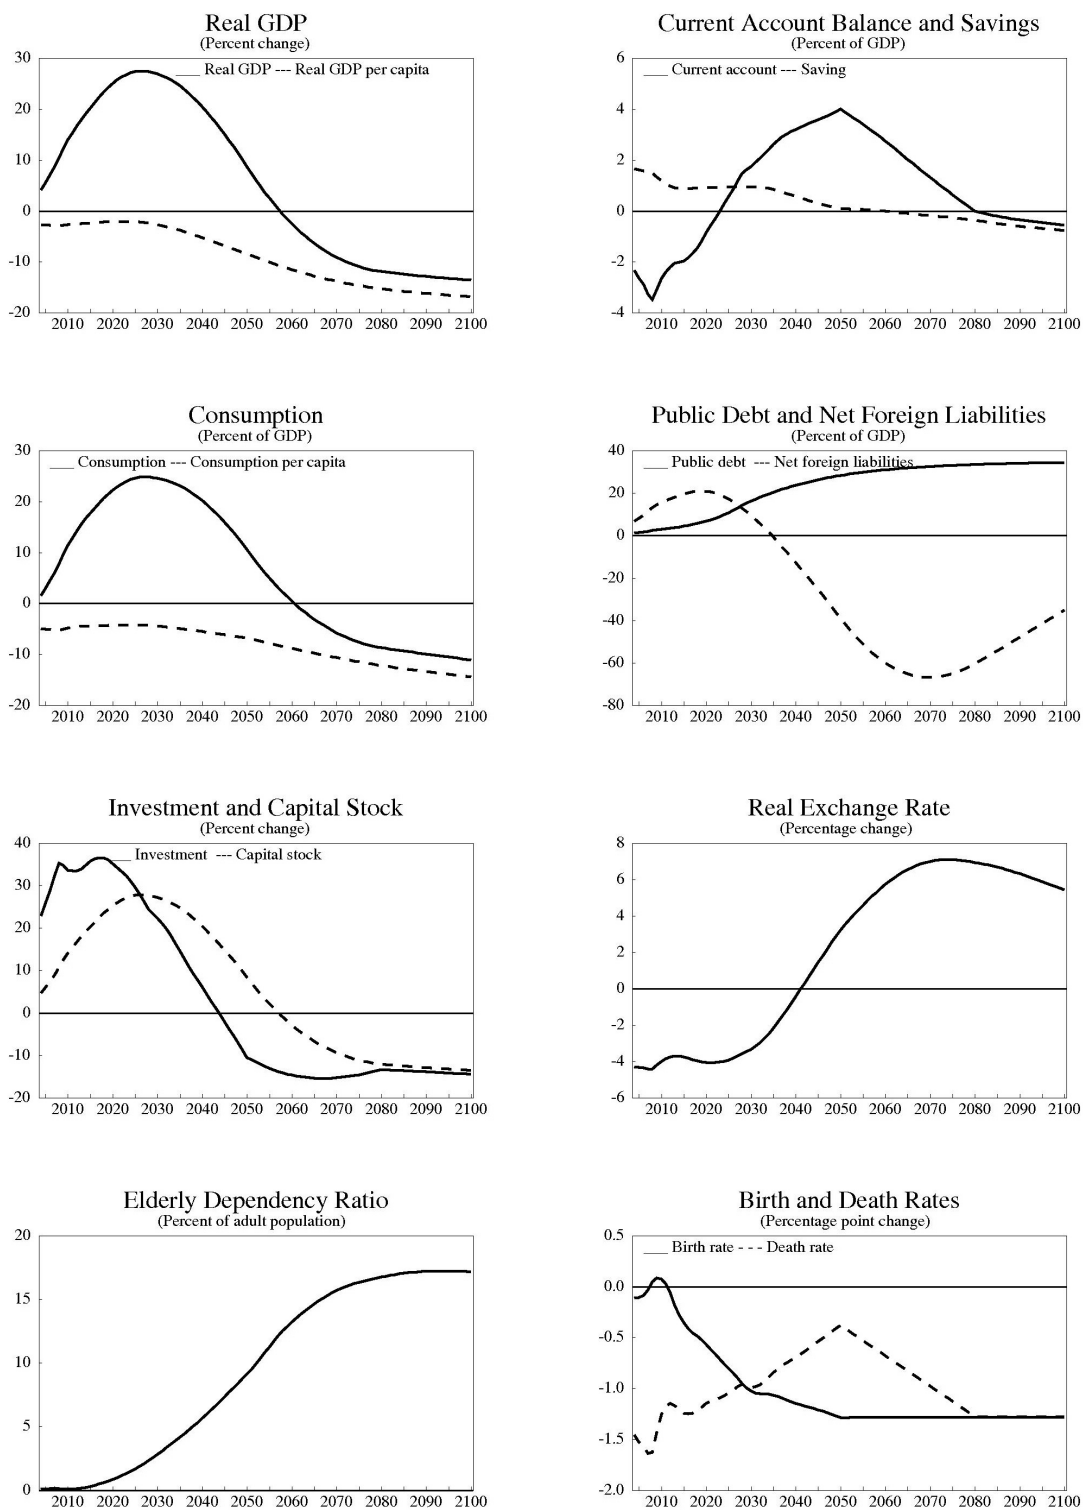 Real GDP
(Percent change)
___ Real GDP --- Real GDP per capita
30
20
10
0
-10
-20
2010 2020 2030 2040 2050 2060 2070 2080 2090 2100
Current Account Balance and Savings
(Percent of GDP)
___ Current account --- Saving
6
4
2
0
-2
-4
2010 2020 2030 2040 2050 2060 2070 2080 2090 2100
Consumption
(Percent of GDP)
___ Consumption --- Consumption per capita
30
20
10
0
-10
-20
2010 2020 2030 2040 2050 2060 2070 2080 2090 2100
Public Debt and Net Foreign Liabilities
(Percent of GDP)
___ Public debt --- Net foreign liabilities
40
20
0
-20
-40
-60
-80
2010 2020 2030 2040 2050 2060 2070 2080 2090 2100
Investment and Capital Stock
(Percent change)
___ Investment --- Capital stock
40
30
20
10
0
-10
-20
2010 2020 2030 2040 2050 2060 2070 2080 2090 2100
Real Exchange Rate
(Percentage change)
8
6
4
2
0
-2
-4
-6
2010 2020 2030 2040 2050 2060 2070 2080 2090 2100
Elderly Dependency Ratio
(Percent of adult population)
20
15
10
5
0
2010 2020 2030 2040 2050 2060 2070 2080 2090 2100
Birth and Death Rates
(Percentage point change)
___ Birth rate - - - Death rate
0.5
0.0
-0.5
-1.0
-1.5
-2.0
2010 2020 2030 2040 2050 2060 2070 2080 2090 2100